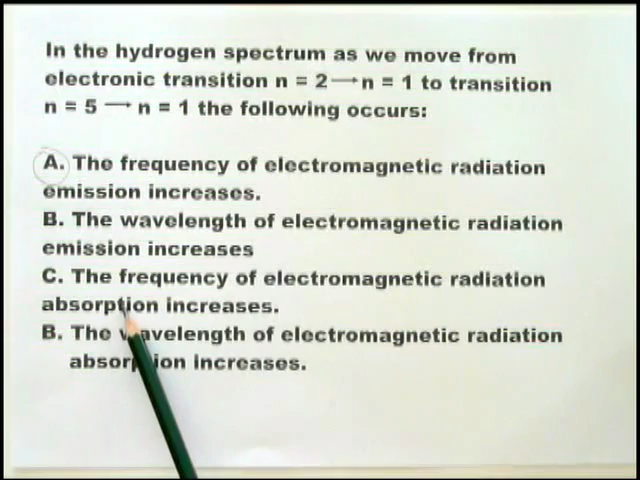 In the hydrogen spectrum as we move from
electronic transition n = 2 → n = 1 to transition
n = 5 → n = 1 the following occurs:
A. The frequency of electromagnetic radiation
emission increases.
B. The wavelength of electromagnetic radiation
emission increases
C. The frequency of electromagnetic radiation
absorption increases.
B. The wavelength of electromagnetic radiation
absorption increases.